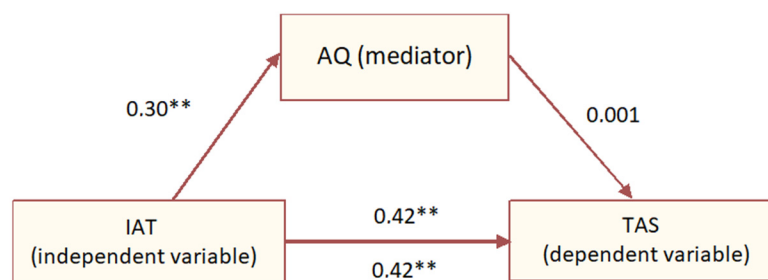 AQ (mediator)
0.30**
0.001
IAT
(independent variable)
0.42**
0.42**
TAS
(dependent variable)